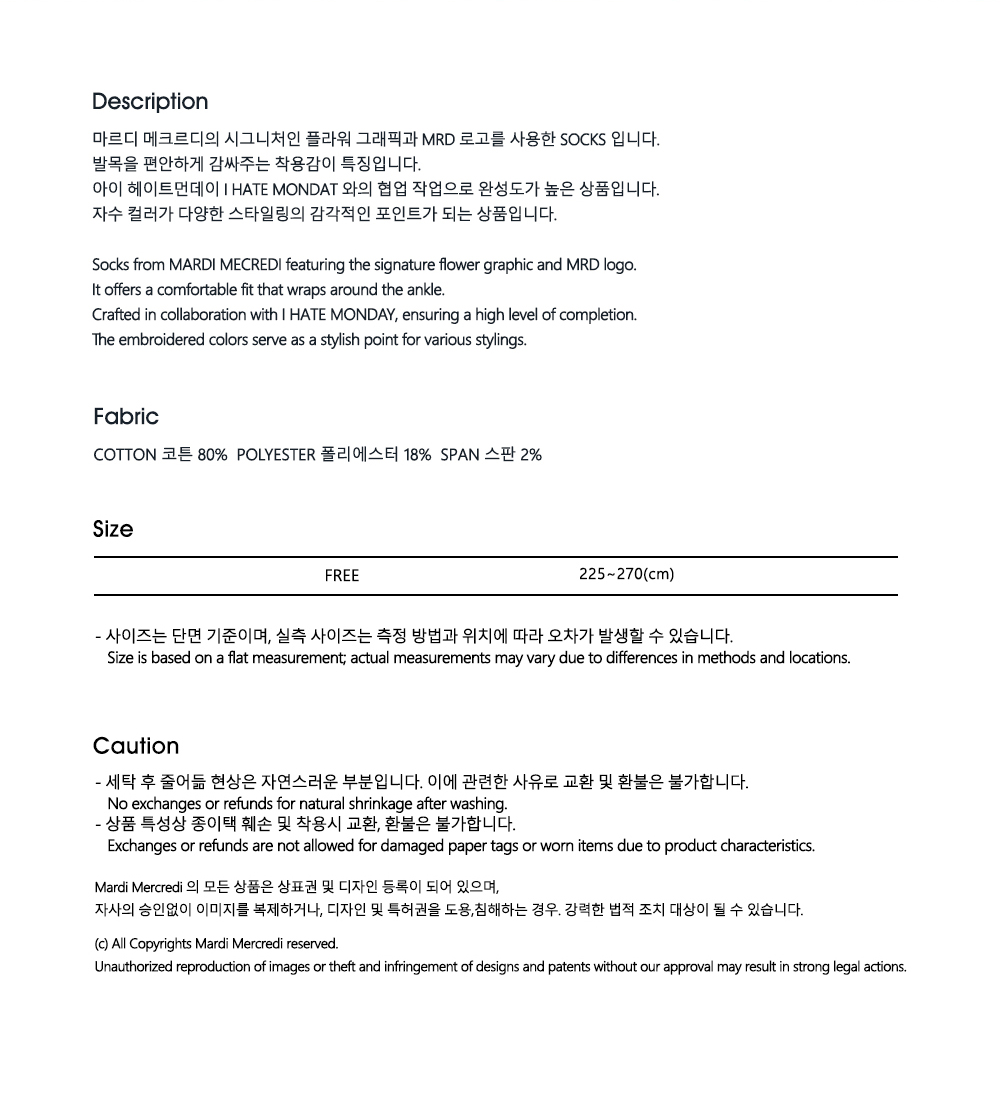 Description
마르디 메크르디의 시그니처인 플라워 그래픽과 MRD 로고를 사용한 SOCKS 입니다.
발목을 편안하게 감싸주는 착용감이 특징입니다.
아이 헤이트먼데이 I HATE MONDAT 와의 협업 작업으로 완성도가 높은 상품입니다.
자수 컬러가 다양한 스타일링의 감각적인 포인트가 되는 상품입니다.
Socks from MARDI MECREDI featuring the signature flower graphic and MRD logo.
It offers a comfortable fit that wraps around the ankle.
Crafted in collaboration with I HATE MONDAY, ensuring a high level of completion.
The embroidered colors serve as a stylish point for various stylings.
Fabric
COTTON 코튼 80% POLYESTER 폴리에스터 18% SPAN 스판 2%
Size
FREE 225~270(cm)
- 사이즈는 단면 기준이며, 실측 사이즈는 측정 방법과 위치에 따라 오차가 발생할 수 있습니다.
Size is based on a flat measurement; actual measurements may vary due to differences in methods and locations.
Caution
- 세탁 후 줄어듦 현상은 자연스러운 부분입니다. 이에 관련한 사유로 교환 및 환불은 불가합니다.
No exchanges or refunds for natural shrinkage after washing.
- 상품 특성상 종이택 훼손 및 착용시 교환, 환불은 불가합니다.
Exchanges or refunds are not allowed for damaged paper tags or worn items due to product characteristics.
Mardi Mercredi 의 모든 상품은 상표권 및 디자인 등록이 되어 있으며,
자사의 승인없이 이미지를 복제하거나, 디자인 및 특허권을 도용,침해하는 경우. 강력한 법적 조치 대상이 될 수 있습니다.
(c) All Copyrights Mardi Mercredi reserved.
Unauthorized reproduction of images or theft and infringement of designs and patents without our approval may result in strong legal actions.